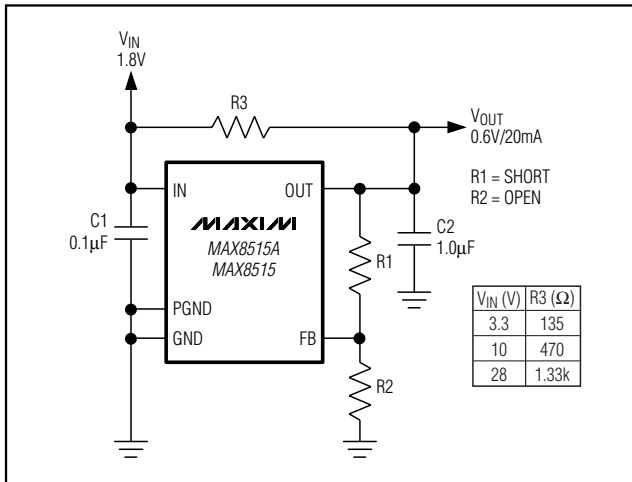 VIN
1.8V
R3
VOUT
0.6V/20mA
R1 = SHORT
R2 = OPEN
IN
OUT
C1
0.1µF
MAXIM
MAX8515A
MAX8515
R1
C2
1.0µF
PGND
GND
FB
R2
VIN (V) R3 (Ω)
3.3 135
10 470
28 1.33k